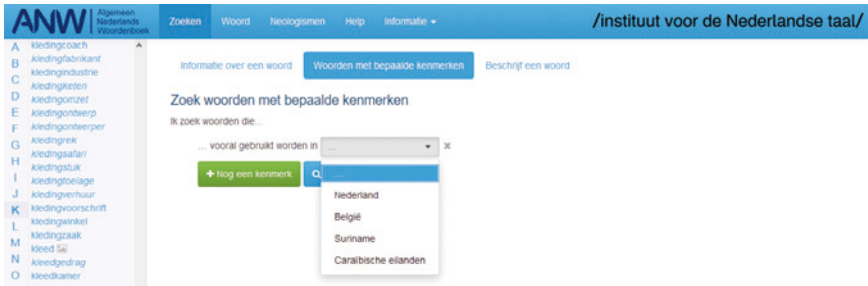 ANW
Algemeen
Nederlands
Woordenboek
Zoeken Woord Neologismen Help Informatie
/instituut voor de Nederlandse taal/
A
B
C
D
E
F
G
H
I
J
K
L
M
N
O
kledingcoach
kledingfabrikant
kledingindustrie
kledingketen
kledingomzet
kledingontwerp
kledingontwerper
kledingrek
kledingsafari
kledingstuk
kledingtoelage
kledingverhuur
kledingvoorschrift
kledingwinkel
kledingzaak
kleed
kleedgedrag
kleedkamer
Informatie over een woord Woorden met bepaalde kenmerken Beschrijf een woord
Zoek woorden met bepaalde kenmerken
Ik zoek woorden die...
... vooral gebruikt worden in ...
+ Nog een kenmerk
...
Nederland
België
Suriname
Caraïbische eilanden